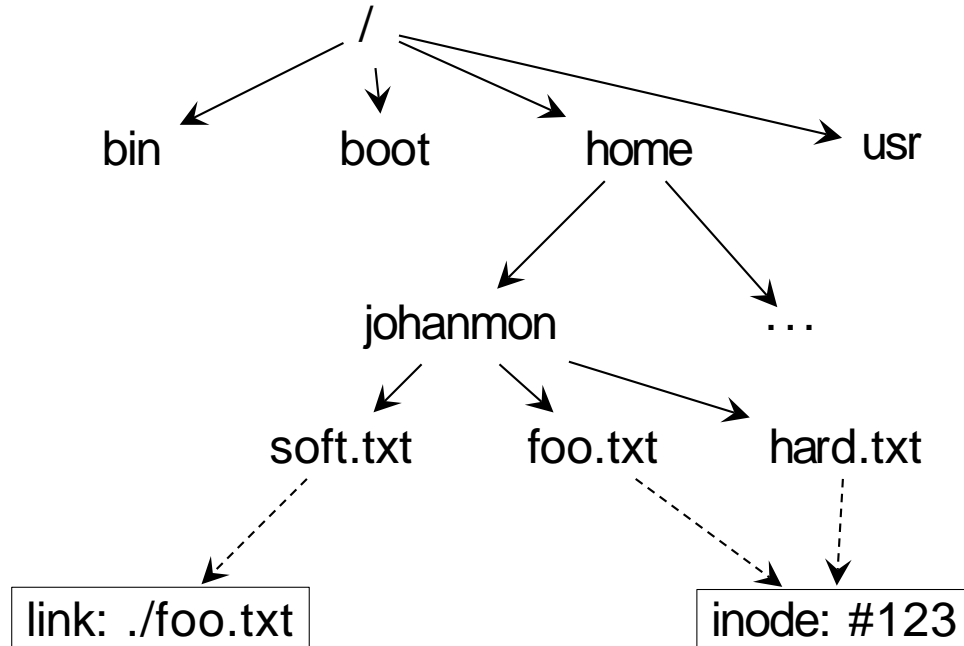 /
bin boot home usr
johanmon ...
soft.txt foo.txt hard.txt
link: ./foo.txt inode: #123